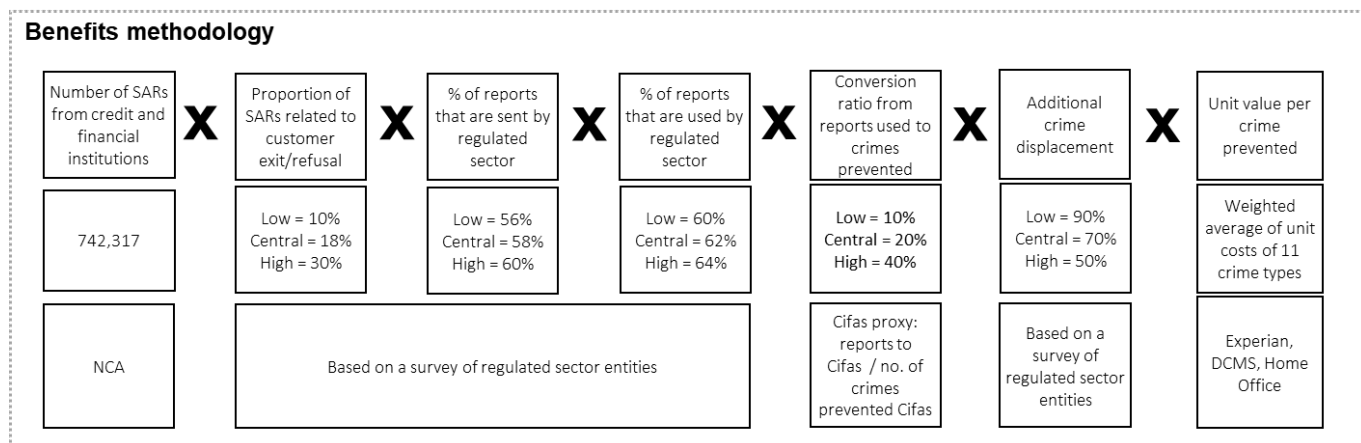 Benefits methodology
Number of SARs
from credit and
financial
institutions
X
Proportion of
SARs related to
customer
exit/refusal
X
% of reports
that are sent by
regulated
sector
X
% of reports
that are used by
regulated
sector
X
Conversion
ratio from
reports used to
crimes
prevented
X
Additional
crime
displacement
X
Unit value per
crime
prevented
742,317
Low = 10%
Central = 18%
High = 30%
Low = 56%
Central = 58%
High = 60%
Low = 60%
Central = 62%
High = 64%
Low = 10%
Central = 20%
High = 40%
Low = 90%
Central = 70%
High = 50%
Weighted
average of unit
costs of 11
crime types
NCA
Based on a survey of regulated sector entities
Cifas proxy:
reports to
Cifas / no. of
crimes
prevented Cifas
Based on a
survey of
regulated sector
entities
Experian,
DCMS, Home
Office